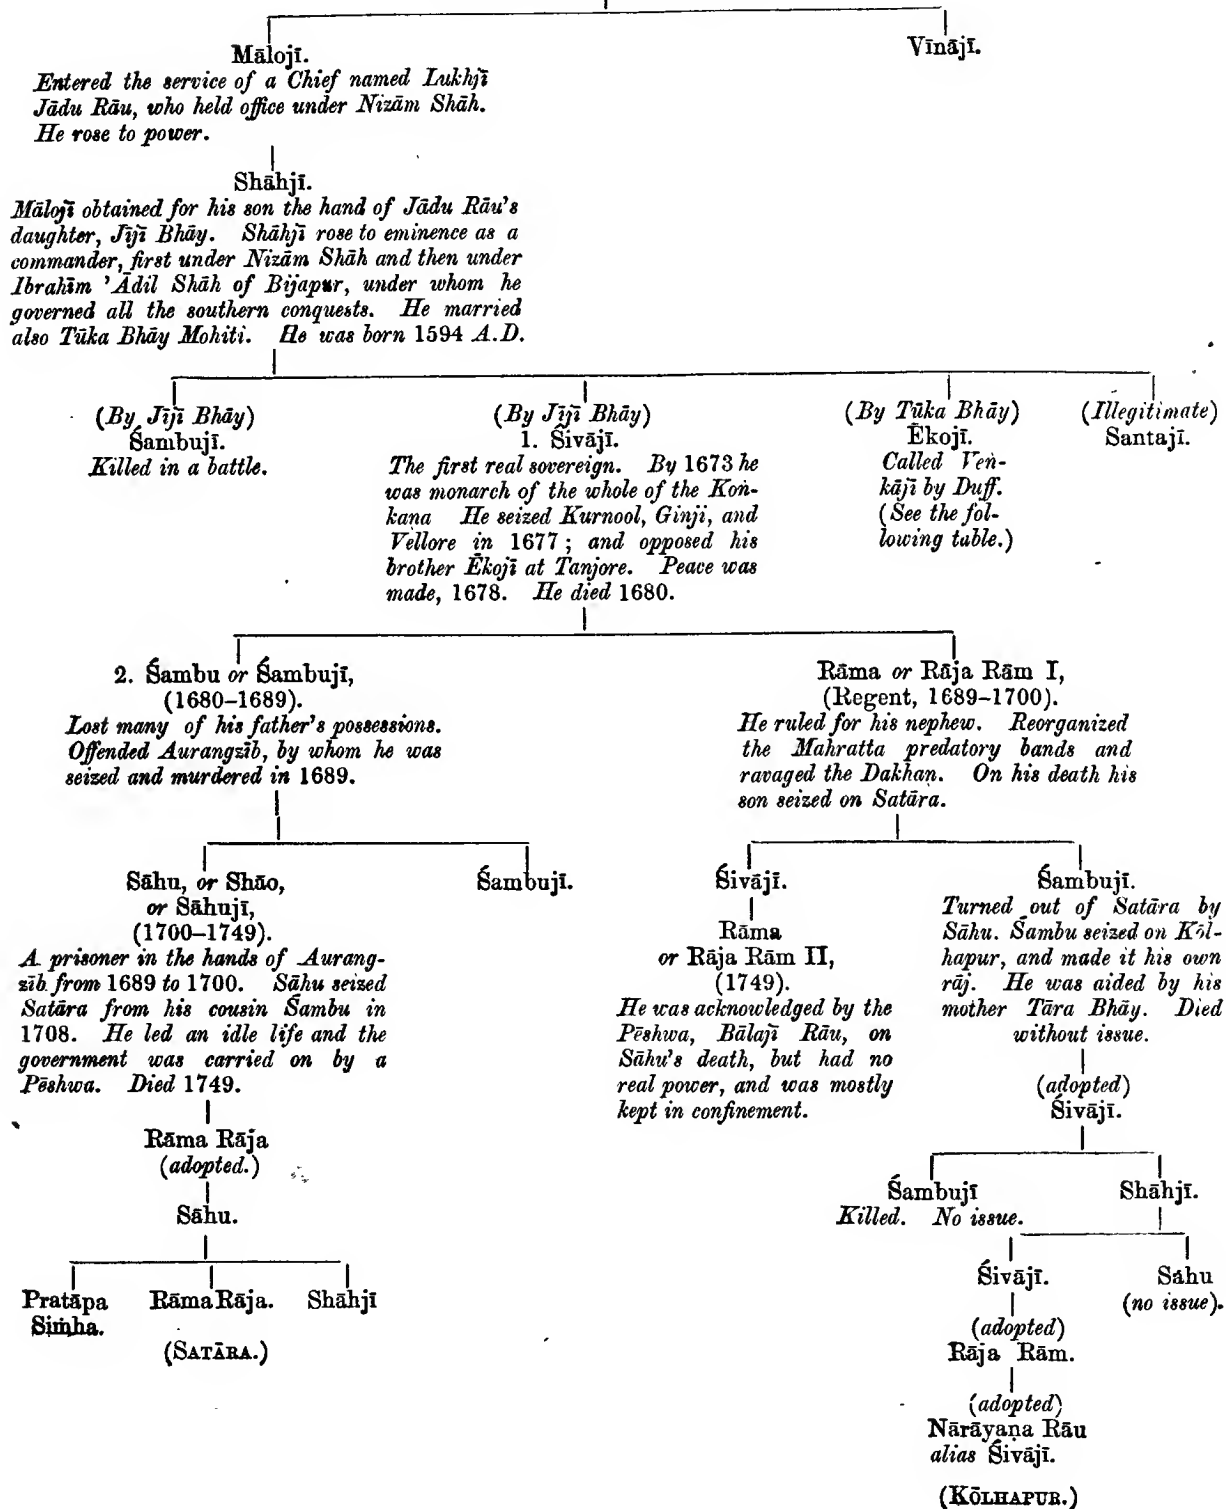 Mālojī.
Entered the service of a Chief named Lukhjī
Jādu Rāu, who held office under Nizām Shāh.
He rose to power.
Vīnājī.
Shāhjī.
Mālojī obtained for his son the hand of Jādu Rāu's
daughter, Jījī Bhāy. Shāhjī rose to eminence as a
commander, first under Nizām Shāh and then under
Ibrahīm 'Ādil Shāh of Bijapur, under whom he
governed all the southern conquests. He married
also Tūka Bhāy Mohiti. He was born 1594 A.D.
(By Jījī Bhāy)
Śambujī.
Killed in a battle.
(By Jījī Bhāy)
1. Śivājī.
The first real sovereign. By 1673 he
was monarch of the whole of the Koṅ-
kaṇa He seized Kurnool, Ginji, and
Vellore in 1677; and opposed his
brother Ēkojī at Tanjore. Peace was
made, 1678. He died 1680.
(By Tūka Bhāy)
Ēkojī.
Called Veṅ-
kājī by Duff.
(See the fol-
lowing table.)
(Illegitimate)
Santajī.
2. Śambu or Śambujī,
(1680–1689).
Lost many of his father's possessions.
Offended Aurangzīb, by whom he was
seized and murdered in 1689.
Rāma or Rāja Rām I,
(Regent, 1689–1700).
He ruled for his nephew. Reorganized
the Mahratta predatory bands and
ravaged the Dakhan. On his death his
son seized on Satāra.
Sāhu, or Shāo,
or Sāhujī,
(1700–1749).
A prisoner in the hands of Aurang-
zīb from 1689 to 1700. Sāhu seized
Satāra from his cousin Śambu in
1708. He led an idle life and the
government was carried on by a
Pēshwa. Died 1749.
Śambujī.
Śivājī.
Rāma
or Rāja Rām II,
(1749).
He was acknowledged by the
Pēshwa, Bālajī Rāu, on
Sāhu's death, but had no
real power, and was mostly
kept in confinement.
Śambujī.
Turned out of Satāra by
Sāhu. Śambu seized on Kōl-
hapur, and made it his own
rāj. He was aided by his
mother Tāra Bhāy. Died
without issue.
(adopted)
Śivājī.
Rāma Rāja
(adopted.)
Sāhu.
Pratāpa
Siṁha.
Rāma Rāja.
Shāhjī
(SATĀRA.)
Śambujī
Killed. No issue.
Shāhjī.
Śivājī.
Sáhu
(no issue).
(adopted)
Rāja Rām.
(adopted)
Nārāyaṇa Rāu
alias Śivājī.
(KŌLHAPUR.)